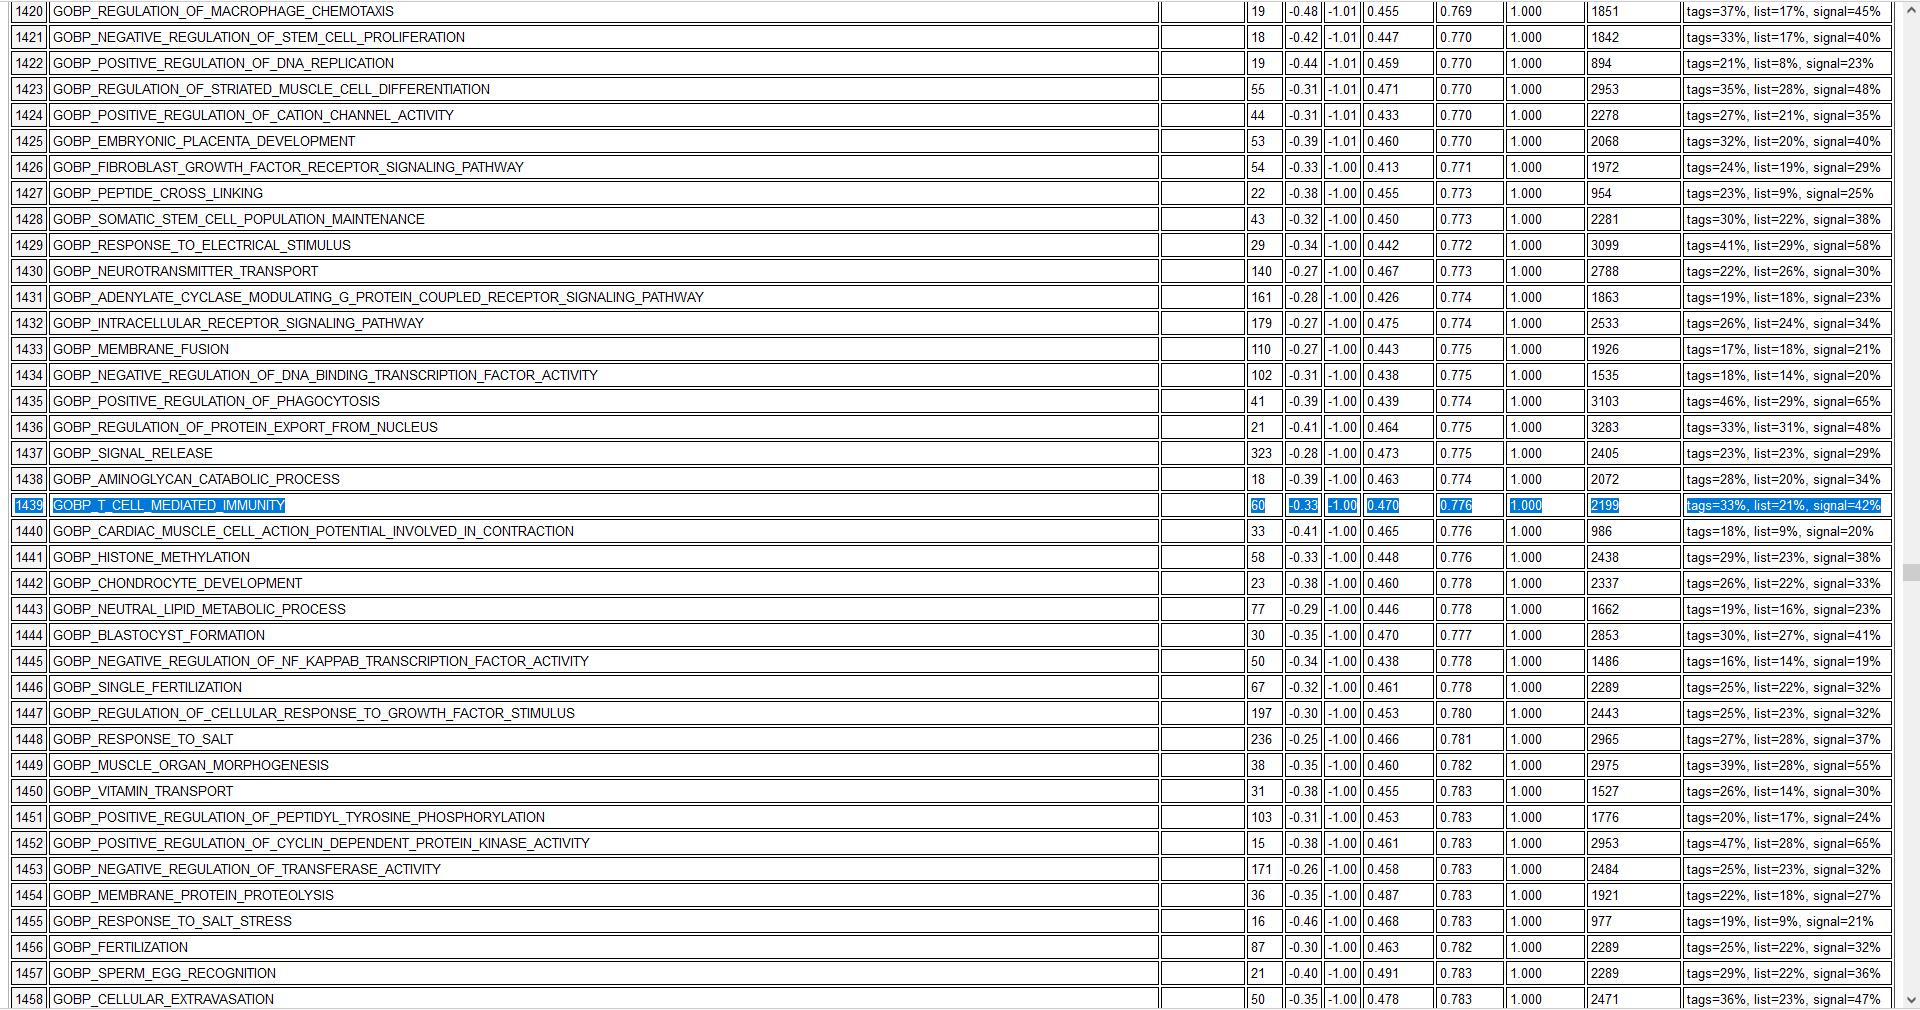 1420 GOBP_REGULATION_OF_MACROPHAGE_CHEMOTAXIS 19 -0.48 -1.01 0.455 0.769 1.000 1851 tags=37%, list=17%, signal=45%
1421 GOBP_NEGATIVE_REGULATION_OF_STEM_CELL_PROLIFERATION 18 -0.42 -1.01 0.447 0.770 1.000 1842 tags=33%, list=17%, signal=40%
1422 GOBP_POSITIVE_REGULATION_OF_DNA_REPLICATION 19 -0.44 -1.01 0.459 0.770 1.000 894 tags=21%, list=8%, signal=23%
1423 GOBP_REGULATION_OF_STRIATED_MUSCLE_CELL_DIFFERENTIATION 55 -0.31 -1.01 0.471 0.770 1.000 2953 tags=35%, list=28%, signal=48%
1424 GOBP_POSITIVE_REGULATION_OF_CATION_CHANNEL_ACTIVITY 44 -0.31 -1.01 0.433 0.770 1.000 2278 tags=27%, list=21%, signal=35%
1425 GOBP_EMBRYONIC_PLACENTA_DEVELOPMENT 53 -0.39 -1.01 0.460 0.770 1.000 2068 tags=32%, list=20%, signal=40%
1426 GOBP_FIBROBLAST_GROWTH_FACTOR_RECEPTOR_SIGNALING_PATHWAY 54 -0.33 -1.00 0.413 0.771 1.000 1972 tags=24%, list=19%, signal=29%
1427 GOBP_PEPTIDE_CROSS_LINKING 22 -0.38 -1.00 0.455 0.773 1.000 954 tags=23%, list=9%, signal=25%
1428 GOBP_SOMATIC_STEM_CELL_POPULATION_MAINTENANCE 43 -0.32 -1.00 0.450 0.773 1.000 2281 tags=30%, list=22%, signal=38%
1429 GOBP_RESPONSE_TO_ELECTRICAL_STIMULUS 29 -0.34 -1.00 0.442 0.772 1.000 3099 tags=41%, list=29%, signal=58%
1430 GOBP_NEUROTRANSMITTER_TRANSPORT 140 -0.27 -1.00 0.467 0.773 1.000 2788 tags=22%, list=26%, signal=30%
1431 GOBP_ADENYLATE_CYCLASE_MODULATING_G_PROTEIN_COUPLED_RECEPTOR_SIGNALING_PATHWAY 161 -0.28 -1.00 0.426 0.774 1.000 1863 tags=19%, list=18%, signal=23%
1432 GOBP_INTRACELLULAR_RECEPTOR_SIGNALING_PATHWAY 179 -0.27 -1.00 0.475 0.774 1.000 2533 tags=26%, list=24%, signal=34%
1433 GOBP_MEMBRANE_FUSION 110 -0.27 -1.00 0.443 0.775 1.000 1926 tags=17%, list=18%, signal=21%
1434 GOBP_NEGATIVE_REGULATION_OF_DNA_BINDING_TRANSCRIPTION_FACTOR_ACTIVITY 102 -0.31 -1.00 0.438 0.775 1.000 1535 tags=18%, list=14%, signal=20%
1435 GOBP_POSITIVE_REGULATION_OF_PHAGOCYTOSIS 41 -0.39 -1.00 0.439 0.774 1.000 3103 tags=46%, list=29%, signal=65%
1436 GOBP_REGULATION_OF_PROTEIN_EXPORT_FROM_NUCLEUS 21 -0.41 -1.00 0.464 0.775 1.000 3283 tags=33%, list=31%, signal=48%
1437 GOBP_SIGNAL_RELEASE 323 -0.28 -1.00 0.473 0.775 1.000 2405 tags=23%, list=23%, signal=29%
1438 GOBP_AMINOGLYCAN_CATABOLIC_PROCESS 18 -0.39 -1.00 0.463 0.774 1.000 2072 tags=28%, list=20%, signal=34%
1439 GOBP_T_CELL_MEDIATED_IMMUNITY 60 -0.33 -1.00 0.470 0.776 1.000 2199 tags=33%, list=21%, signal=42%
1440 GOBP_CARDIAC_MUSCLE_CELL_ACTION_POTENTIAL_INVOLVED_IN_CONTRACTION 33 -0.41 -1.00 0.465 0.776 1.000 986 tags=18%, list=9%, signal=20%
1441 GOBP_HISTONE_METHYLATION 58 -0.33 -1.00 0.448 0.776 1.000 2438 tags=29%, list=23%, signal=38%
1442 GOBP_CHONDROCYTE_DEVELOPMENT 23 -0.38 -1.00 0.460 0.778 1.000 2337 tags=26%, list=22%, signal=33%
1443 GOBP_NEUTRAL_LIPID_METABOLIC_PROCESS 77 -0.29 -1.00 0.446 0.778 1.000 1662 tags=19%, list=16%, signal=23%
1444 GOBP_BLASTOCYST_FORMATION 30 -0.35 -1.00 0.470 0.777 1.000 2853 tags=30%, list=27%, signal=41%
1445 GOBP_NEGATIVE_REGULATION_OF_NF_KAPPAB_TRANSCRIPTION_FACTOR_ACTIVITY 50 -0.34 -1.00 0.438 0.778 1.000 1486 tags=16%, list=14%, signal=19%
1446 GOBP_SINGLE_FERTILIZATION 67 -0.32 -1.00 0.461 0.778 1.000 2289 tags=25%, list=22%, signal=32%
1447 GOBP_REGULATION_OF_CELLULAR_RESPONSE_TO_GROWTH_FACTOR_STIMULUS 197 -0.30 -1.00 0.453 0.780 1.000 2443 tags=25%, list=23%, signal=32%
1448 GOBP_RESPONSE_TO_SALT 236 -0.25 -1.00 0.466 0.781 1.000 2965 tags=27%, list=28%, signal=37%
1449 GOBP_MUSCLE_ORGAN_MORPHOGENESIS 38 -0.35 -1.00 0.460 0.782 1.000 2975 tags=39%, list=28%, signal=55%
1450 GOBP_VITAMIN_TRANSPORT 31 -0.38 -1.00 0.455 0.783 1.000 1527 tags=26%, list=14%, signal=30%
1451 GOBP_POSITIVE_REGULATION_OF_PEPTIDYL_TYROSINE_PHOSPHORYLATION 103 -0.31 -1.00 0.453 0.783 1.000 1776 tags=20%, list=17%, signal=24%
1452 GOBP_POSITIVE_REGULATION_OF_CYCLIN_DEPENDENT_PROTEIN_KINASE_ACTIVITY 15 -0.38 -1.00 0.461 0.783 1.000 2953 tags=47%, list=28%, signal=65%
1453 GOBP_NEGATIVE_REGULATION_OF_TRANSFERASE_ACTIVITY 171 -0.26 -1.00 0.458 0.783 1.000 2484 tags=25%, list=23%, signal=32%
1454 GOBP_MEMBRANE_PROTEIN_PROTEOLYSIS 36 -0.35 -1.00 0.487 0.783 1.000 1921 tags=22%, list=18%, signal=27%
1455 GOBP_RESPONSE_TO_SALT_STRESS 16 -0.46 -1.00 0.468 0.783 1.000 977 tags=19%, list=9%, signal=21%
1456 GOBP_FERTILIZATION 87 -0.30 -1.00 0.463 0.782 1.000 2289 tags=25%, list=22%, signal=32%
1457 GOBP_SPERM_EGG_RECOGNITION 21 -0.40 -1.00 0.491 0.783 1.000 2289 tags=29%, list=22%, signal=36%
1458 GOBP_CELLULAR_EXTRAVASATION 50 -0.35 -1.00 0.478 0.783 1.000 2471 tags=36%, list=23%, signal=47%